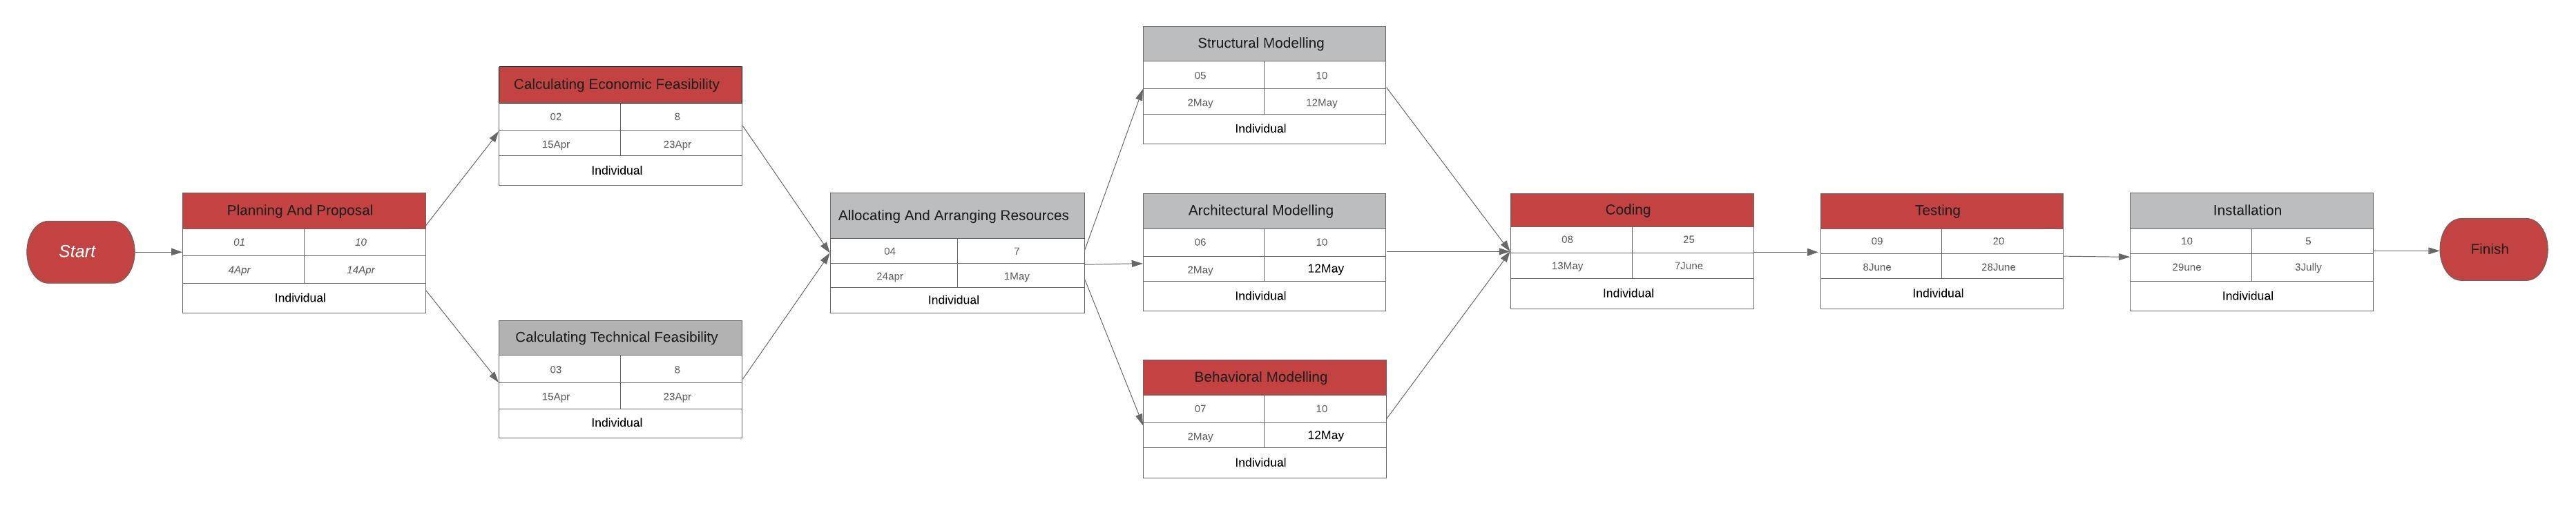 Start
Planning And Proposal
01 10
4Apr 14Apr
Individual
Calculating Economic Feasibility
02 8
15Apr 23Apr
Individual
Calculating Technical Feasibility
03 8
15Apr 23Apr
Individual
Allocating And Arranging Resources
04 7
24apr 1May
Individual
Structural Modelling
05 10
2May 12May
Individual
Architectural Modelling
06 10
2May 12May
Individual
Behavioral Modelling
07 10
2May 12May
Individual
Coding
08 25
13May 7June
Individual
Testing
09 20
8June 28June
Individual
Installation
10 5
29une 3Jully
Individual
Finish